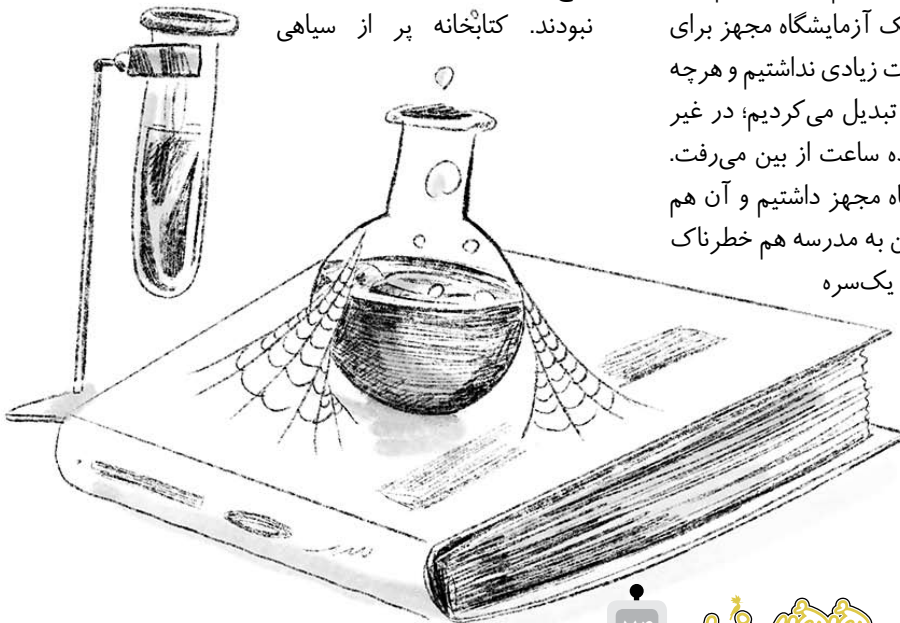 ک آزمایشگاه مجهز برای
ت زیادی نداشتیم و هرچه
تبدیل می‌کردیم؛ در غیر
ده ساعت از بین می‌رفت.
اه مجهز داشتیم و آن هم
ن به مدرسه هم خطرناک
یک‌سره
نبودند. کتابخانه پر از سیاهی